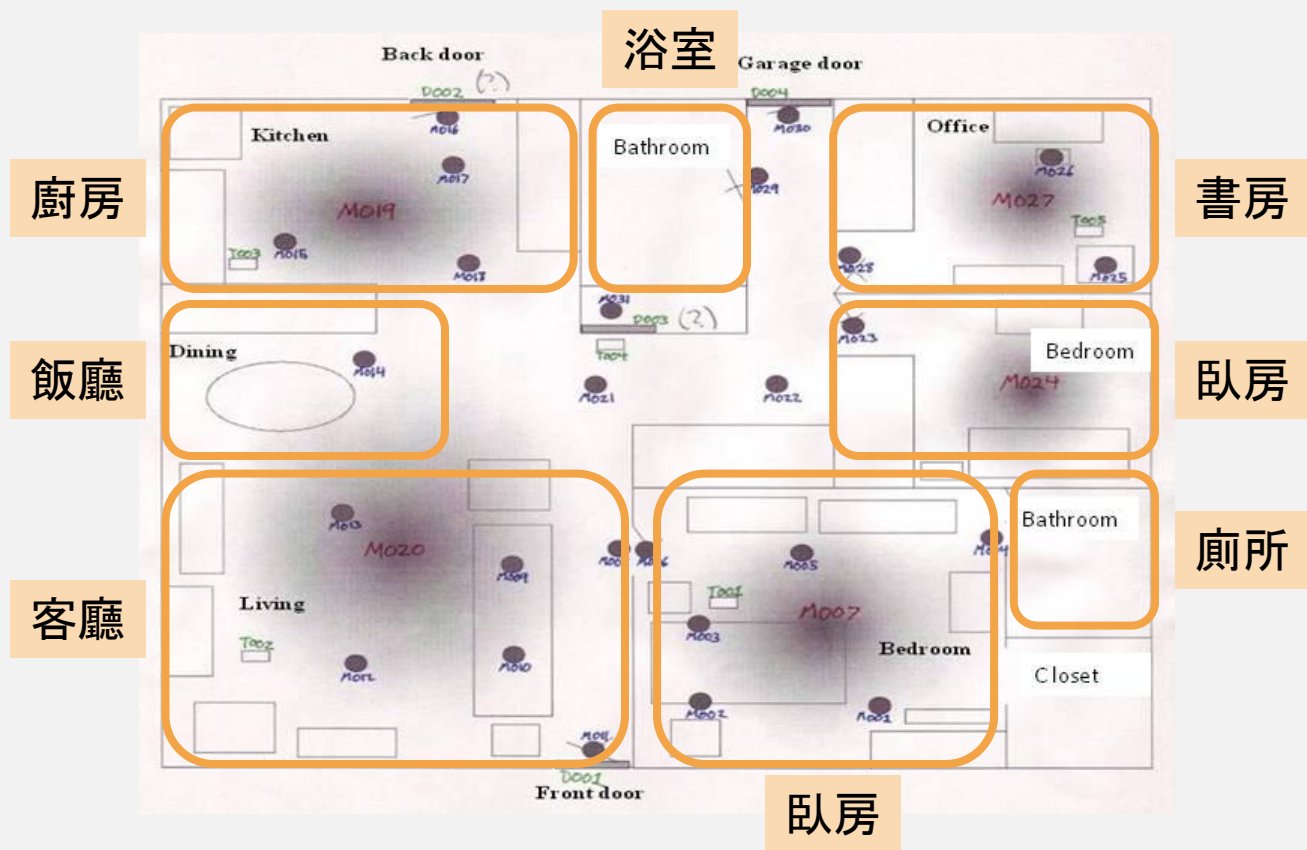 浴室
Back door
Garage door
D002 (?)
D004
M016
M030
Kitchen
Bathroom
Office
M017
M029
M026
廚房
M019
M027
書房
T005
T003
M015
M018
M028
M025
M031
D003 (?)
M023
T004
Dining
M014
Bedroom
飯廳
M021
M022
M024
臥房
M013
Bathroom
M020
M009
M006
M005
M004
廁所
客廳
Living
T001
M007
M003
T002
M012
M010
Bedroom
Closet
M002
M001
M011
D001
Front door
臥房